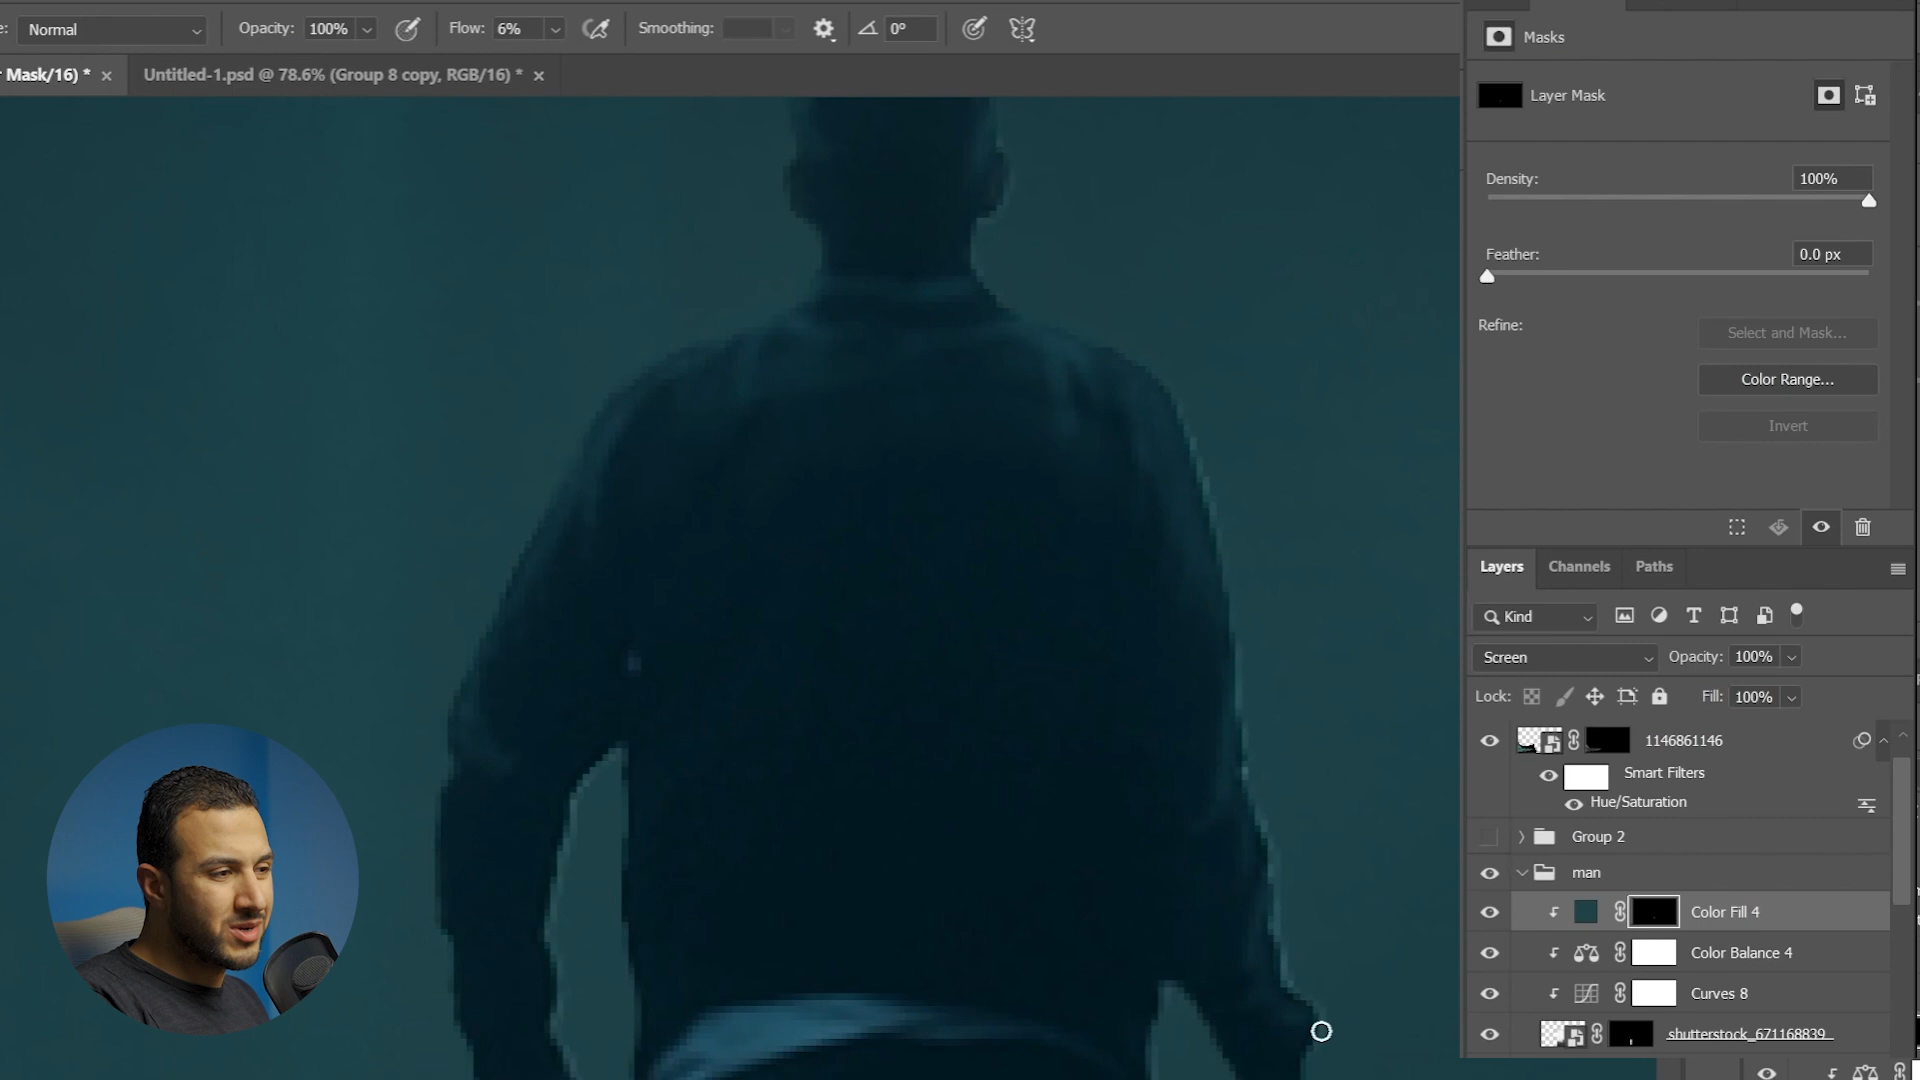 e: Normal Opacity: 100% Flow: 6% Smoothing: 0°
r Mask/16) * × Untitled-1.psd @ 78.6% (Group 8 copy, RGB/16) * ×
Masks
Layer Mask
Density: 100%
Feather: 0.0 px
Refine: Select and Mask...
Color Range...
Invert
Layers Channels Paths
Kind
Screen Opacity: 100%
Lock: Fill: 100%
1146861146
Smart Filters
Hue/Saturation
Group 2
man
Color Fill 4
Color Balance 4
Curves 8
shutterstock_671168839...